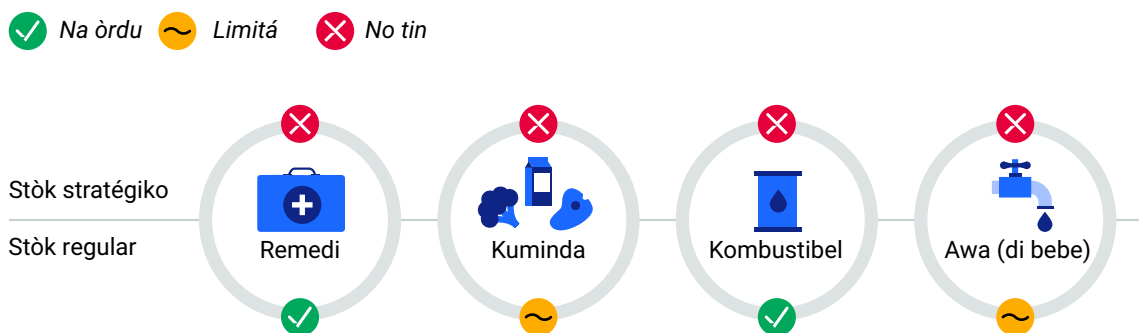 Na òrdu Limitá No tin
Stòk stratégiko
Stòk regular
Remedi Kuminda Kombustibel Awa (di bebe)